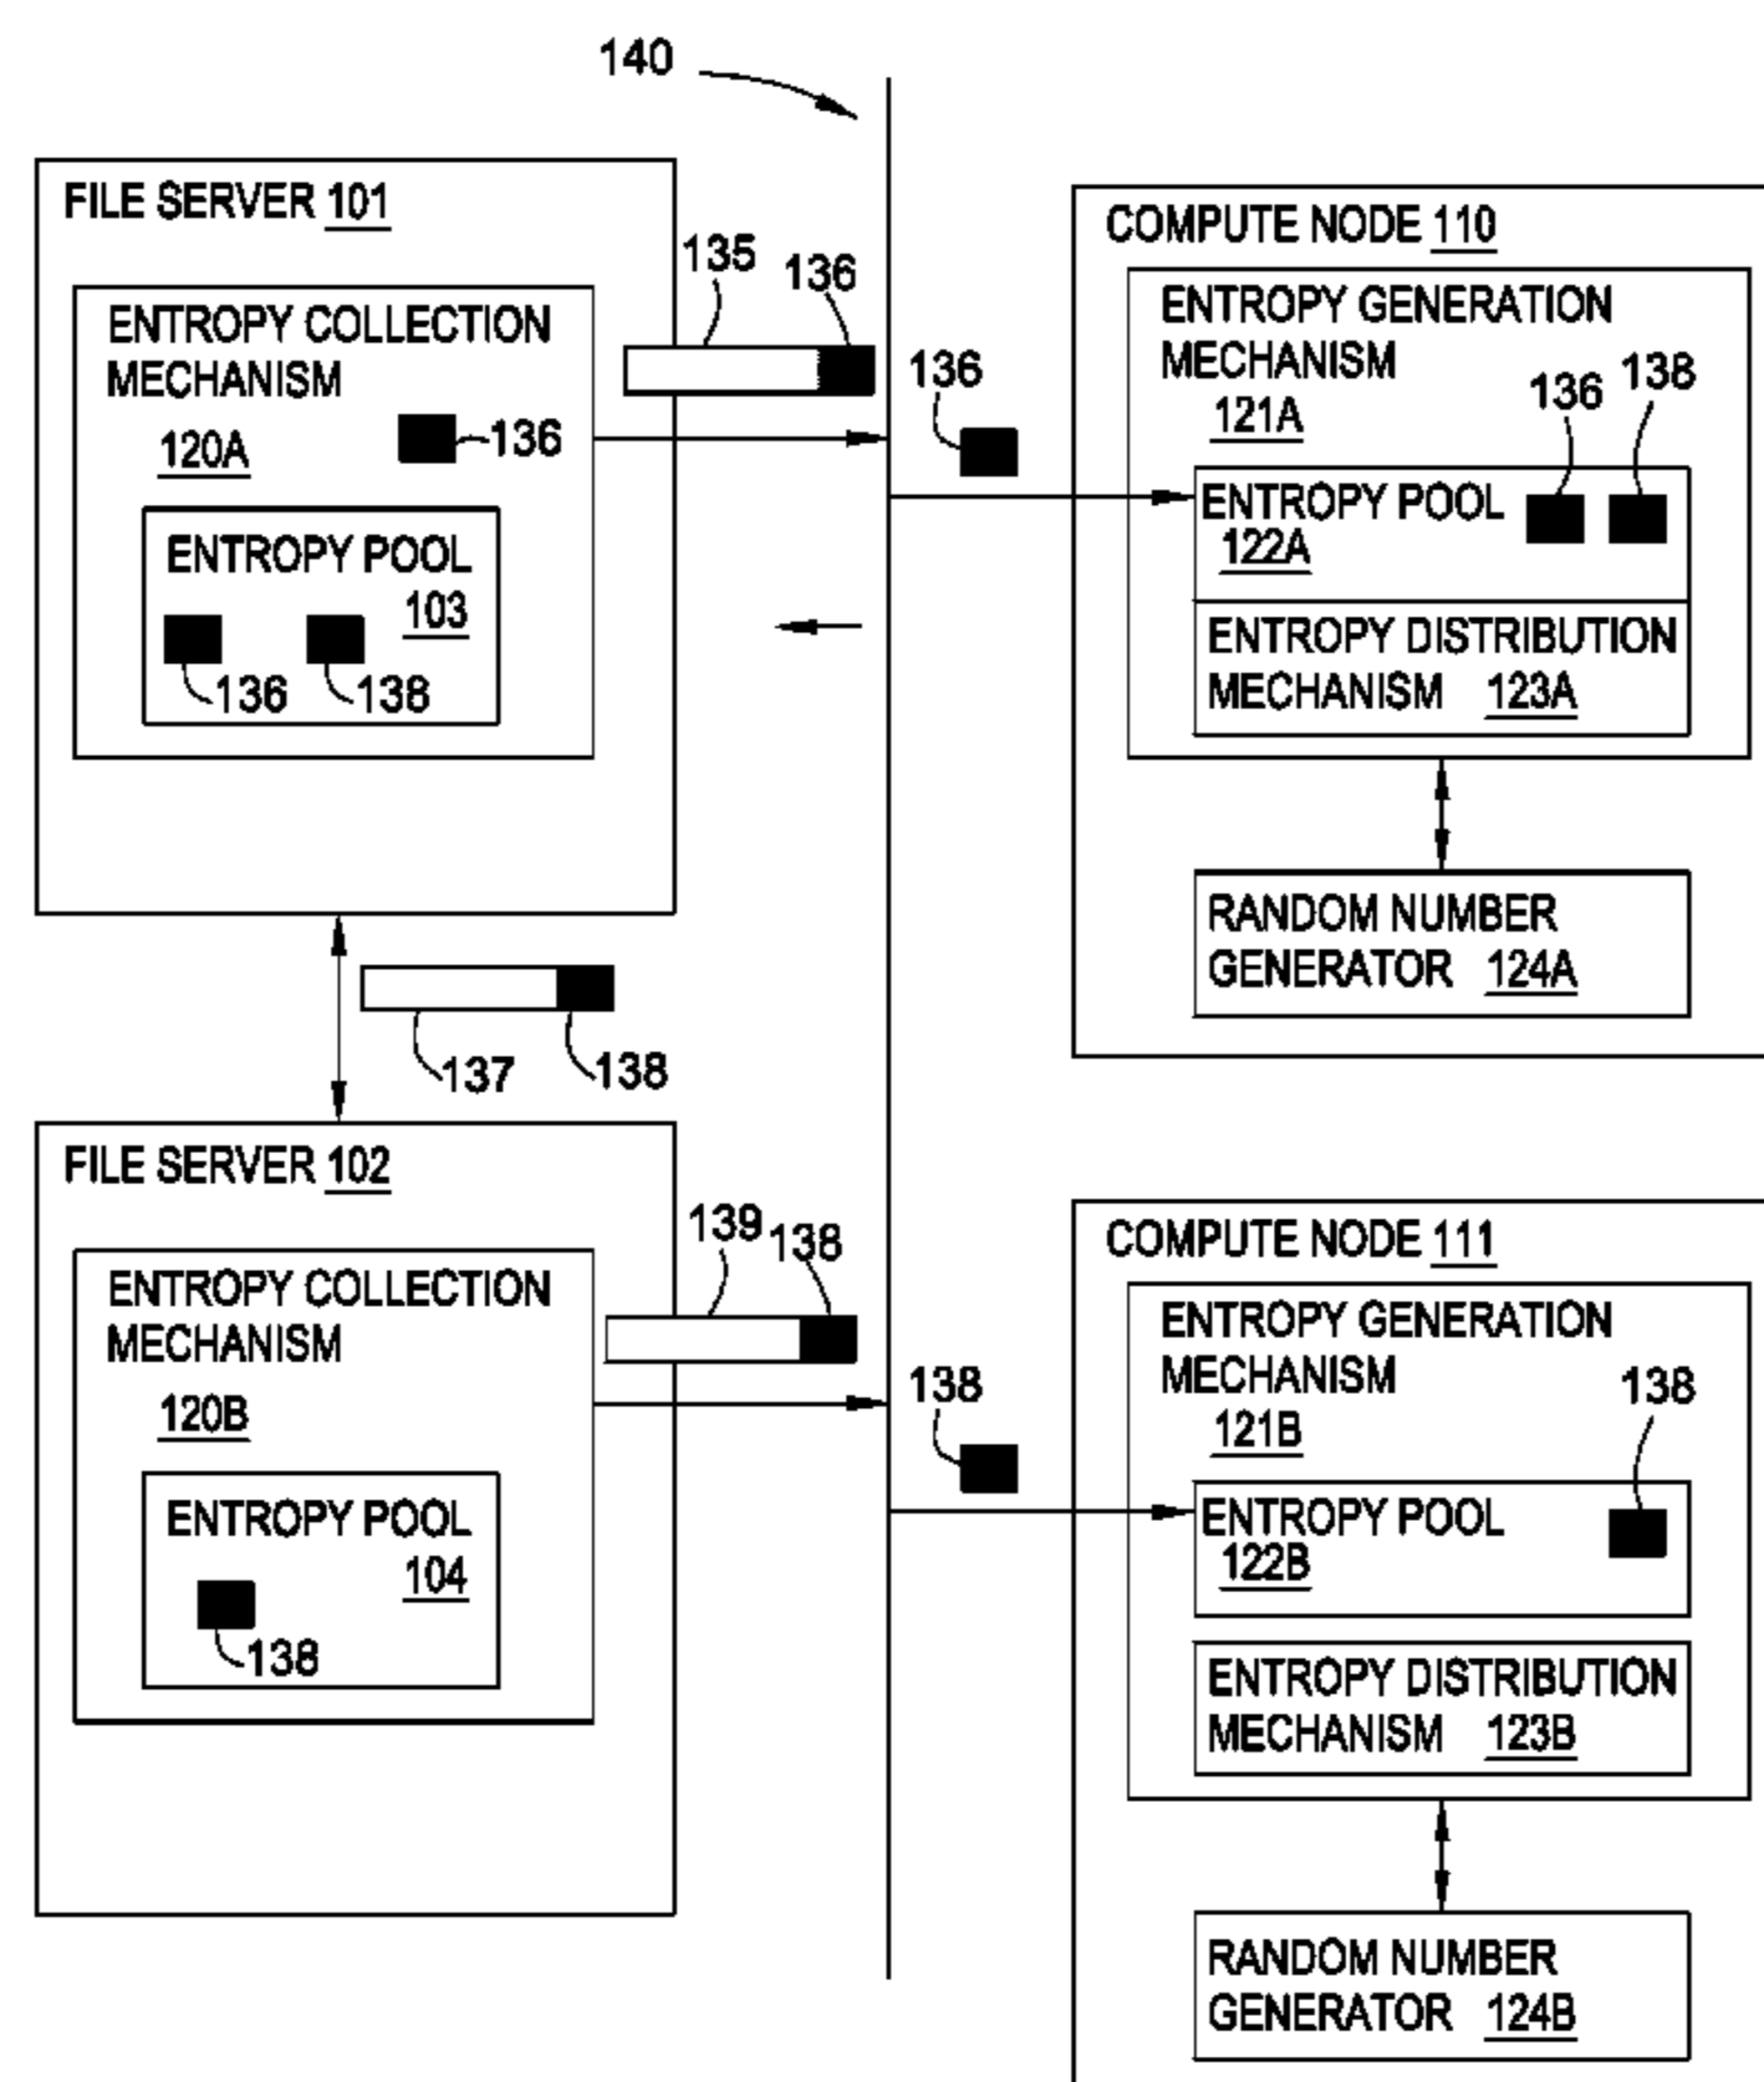 140
FILE SERVER 101
ENTROPY COLLECTION
MECHANISM
120A
136
ENTROPY POOL
103
136
138
135
136
136
COMPUTE NODE 110
ENTROPY GENERATION
MECHANISM
121A
136
138
ENTROPY POOL
122A
ENTROPY DISTRIBUTION
MECHANISM 123A
RANDOM NUMBER
GENERATOR 124A
137
138
FILE SERVER 102
ENTROPY COLLECTION
MECHANISM
120B
ENTROPY POOL
104
138
139
138
138
COMPUTE NODE 111
ENTROPY GENERATION
MECHANISM
121B
138
ENTROPY POOL
122B
ENTROPY DISTRIBUTION
MECHANISM 123B
RANDOM NUMBER
GENERATOR 124B